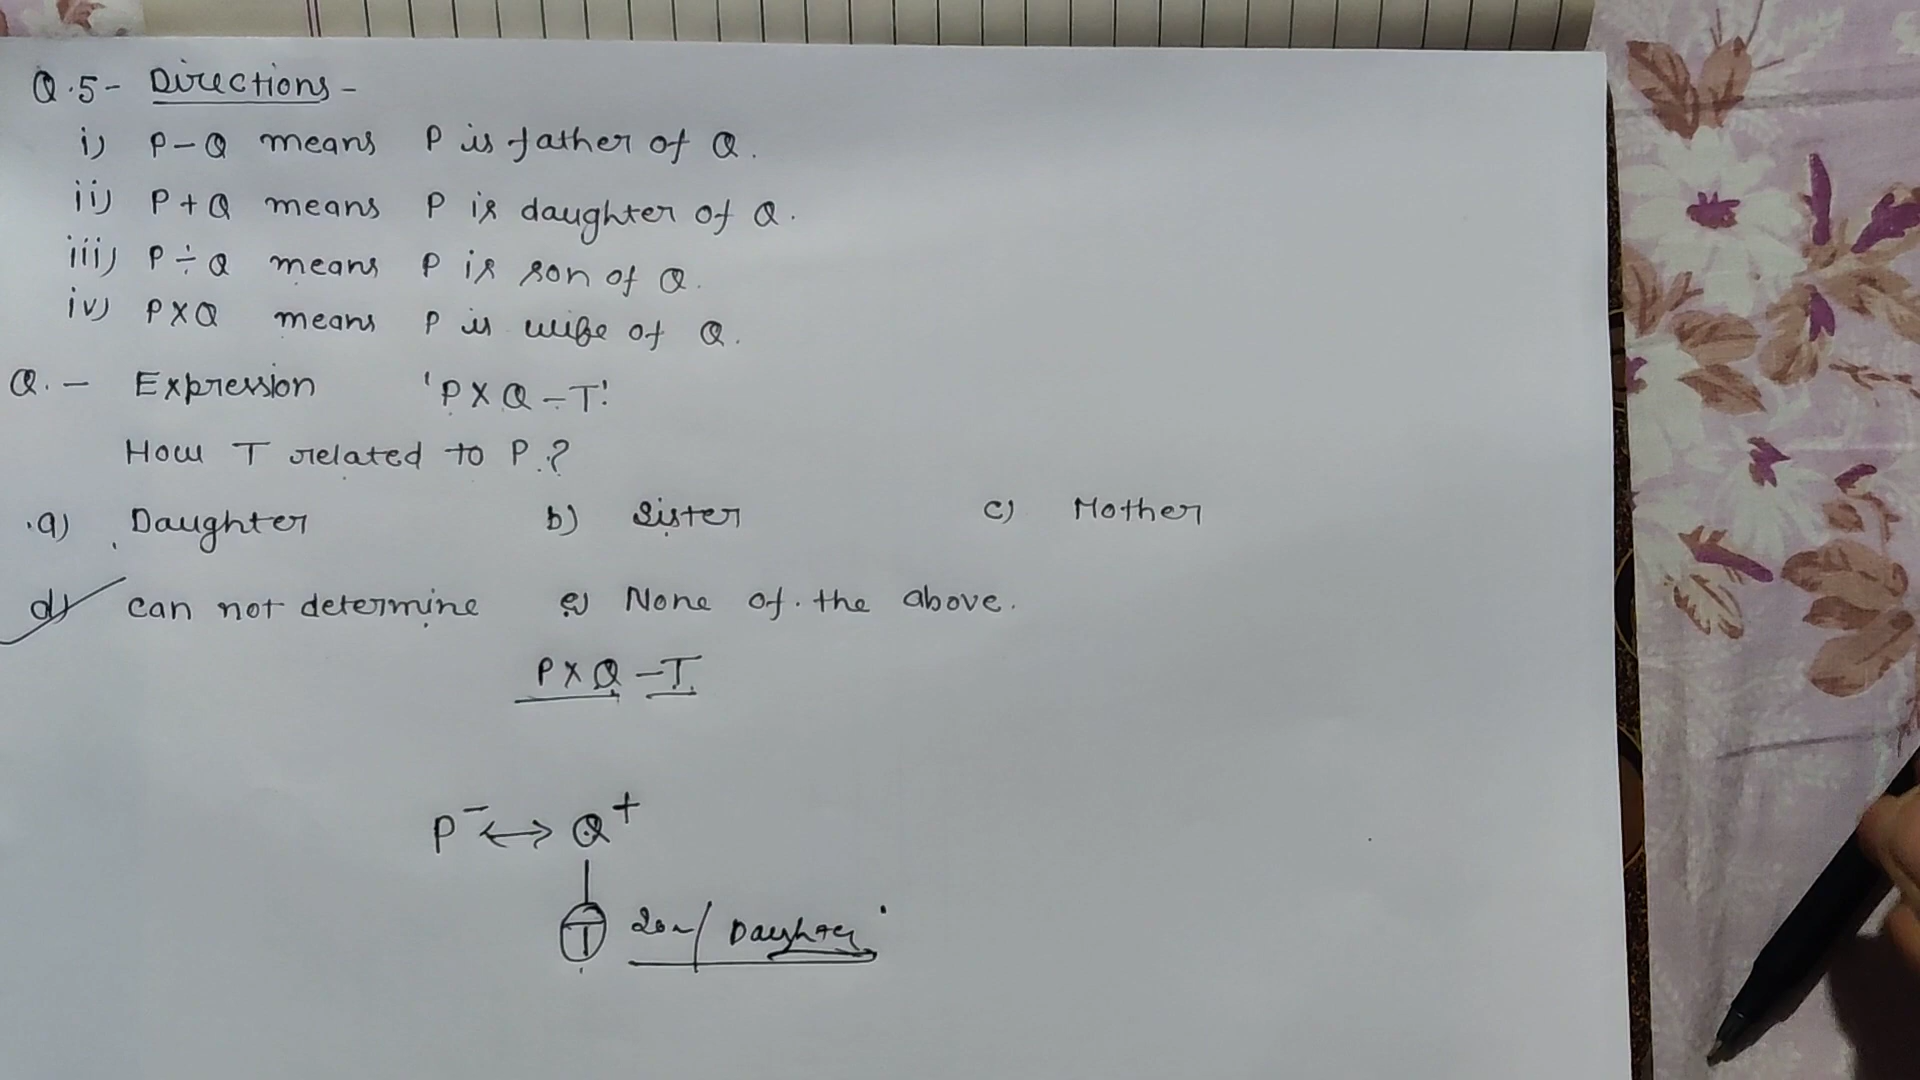 Q.5- Directions-
i) P-Q means P is father of Q.
ii) P+Q means P is daughter of Q.
iii) P÷Q means P is son of Q.
iv) P×Q means P is wife of Q.
Q.- Expression 'P×Q-T'.
How T related to P.?
a) Daughter b) Sister c) Mother
d) can not determine e) None of the above.
P×Q-T
P⁻↔Q⁺
T son/Daughter